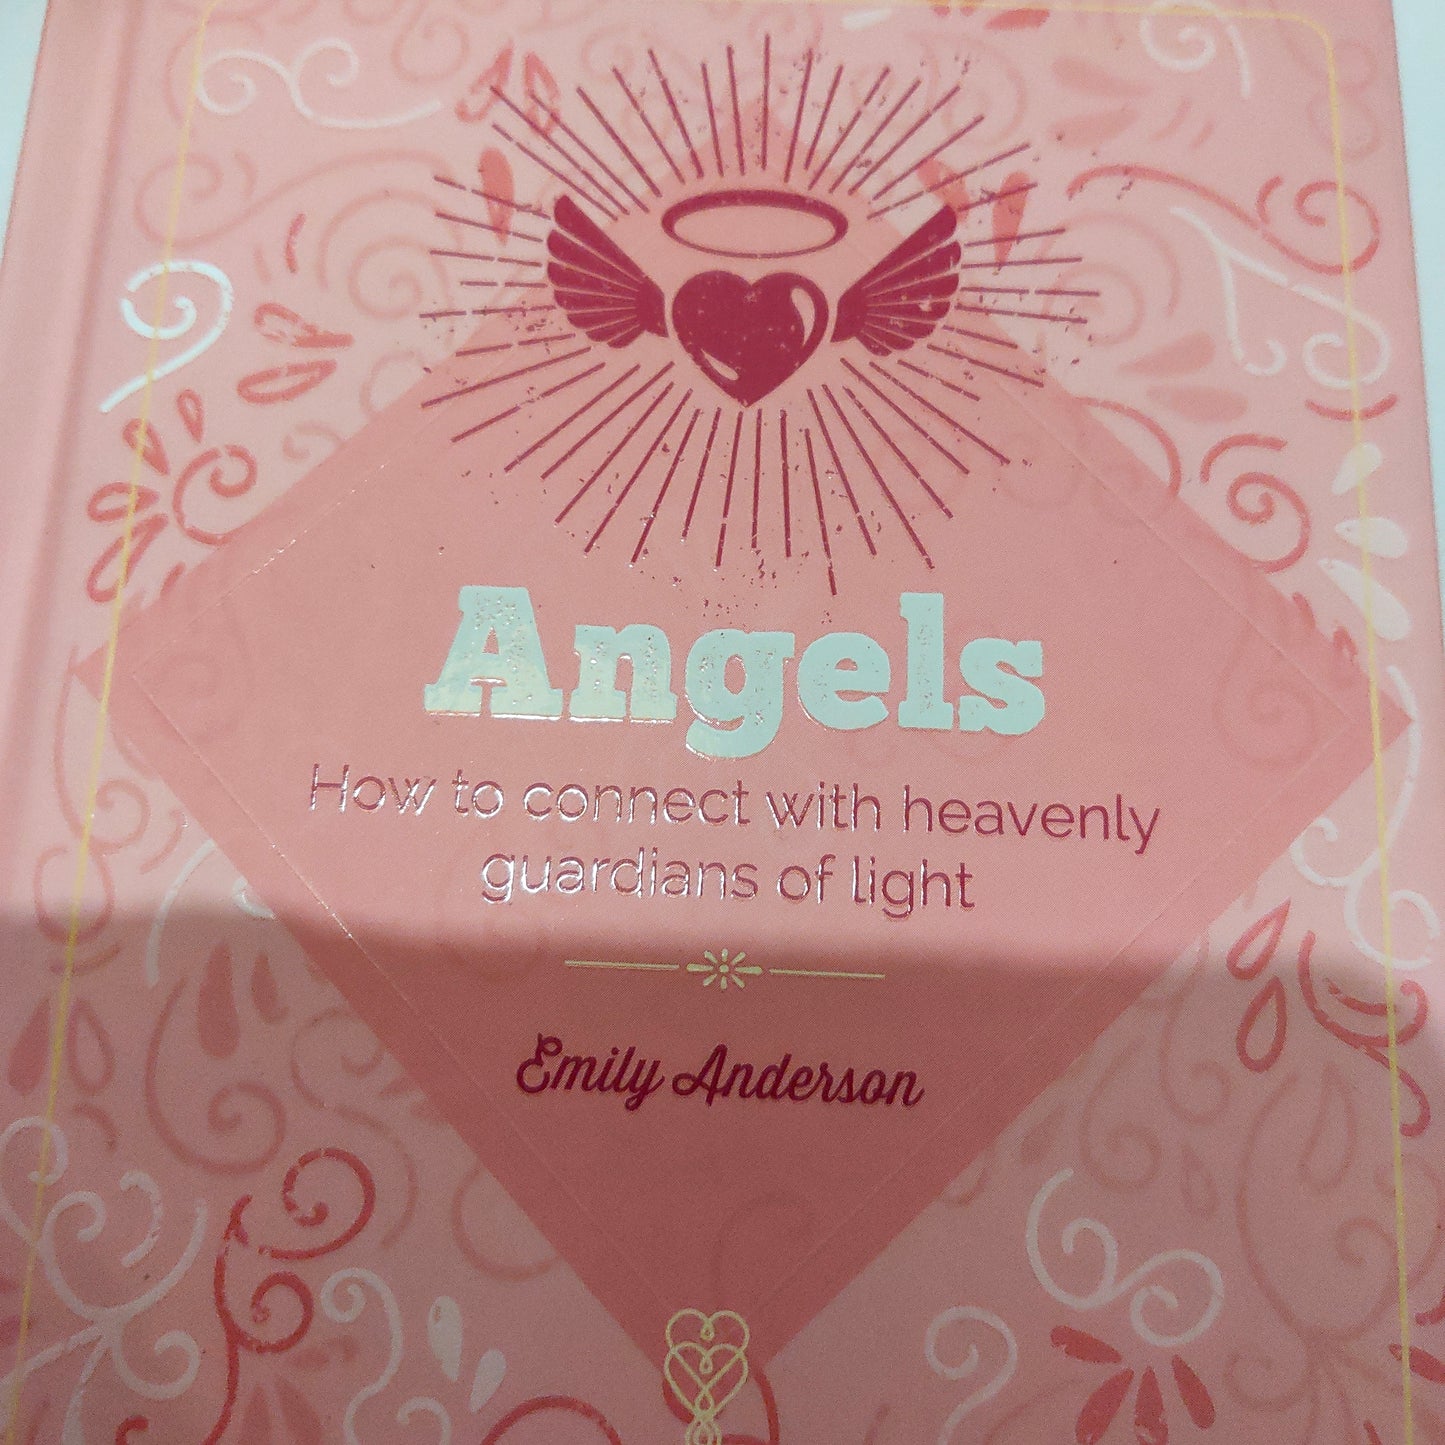 Angels
How to connect with heavenly
guardians of light
Emily Anderson